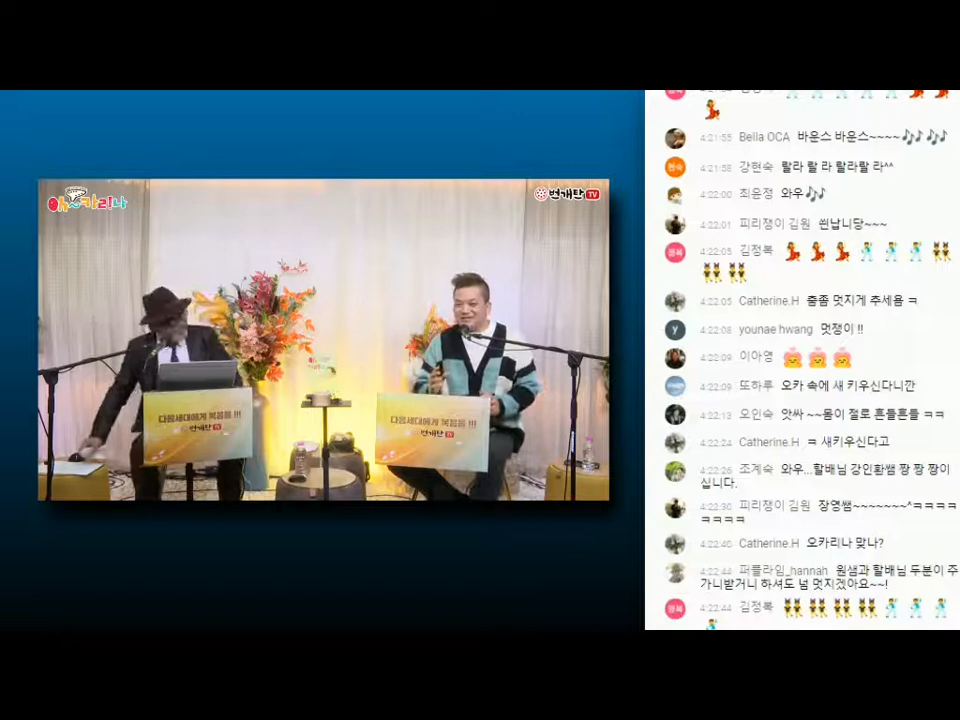 아~카리나
번개탄 TV
다음세대에게 복음을 !!!
번개탄 TV
다음세대에게 복음을 !!!
번개탄 TV
4:21:55 Bella OCA 바운스 바운스~~~~🎶🎶
4:21:58 강현숙 랄라 랄 라 랄라랄 라^^
4:22:00 최윤정 와우🎶
4:22:01 피리쟁이 김원 씐납니당~~~
4:22:05 김정복 💃💃💃🕺🕺🕺👯
👯👯
4:22:05 Catherine.H 춤좀 멋지게 추세욤 ㅋ
4:22:08 younae hwang 멋쟁이 !!
4:22:09 이아영 🙆🙆🙆
4:22:09 또하루 오카 속에 새 키우신다니깐
4:22:13 오인숙 앗싸 ~~몸이 절로 흔들흔들 ㅋㅋ
4:22:24 Catherine.H ㅋ 새키우신다고
4:22:26 조계숙 와우...할배님 강인환쌤 짱 짱 짱이
십니다.
4:22:30 피리쟁이 김원 장영쌤~~~~~~~^ㅋㅋㅋㅋ
ㅋㅋㅋㅋ
4:22:40 Catherine.H 오카리나 맞나?
4:22:44 퍼플라임_hannah 원샘과 할배님 두분이 주
가니받거니 하셔도 넘 멋지겠아요~~!
4:22:44 김정복 👯👯👯👯🕺🕺🕺
🕺